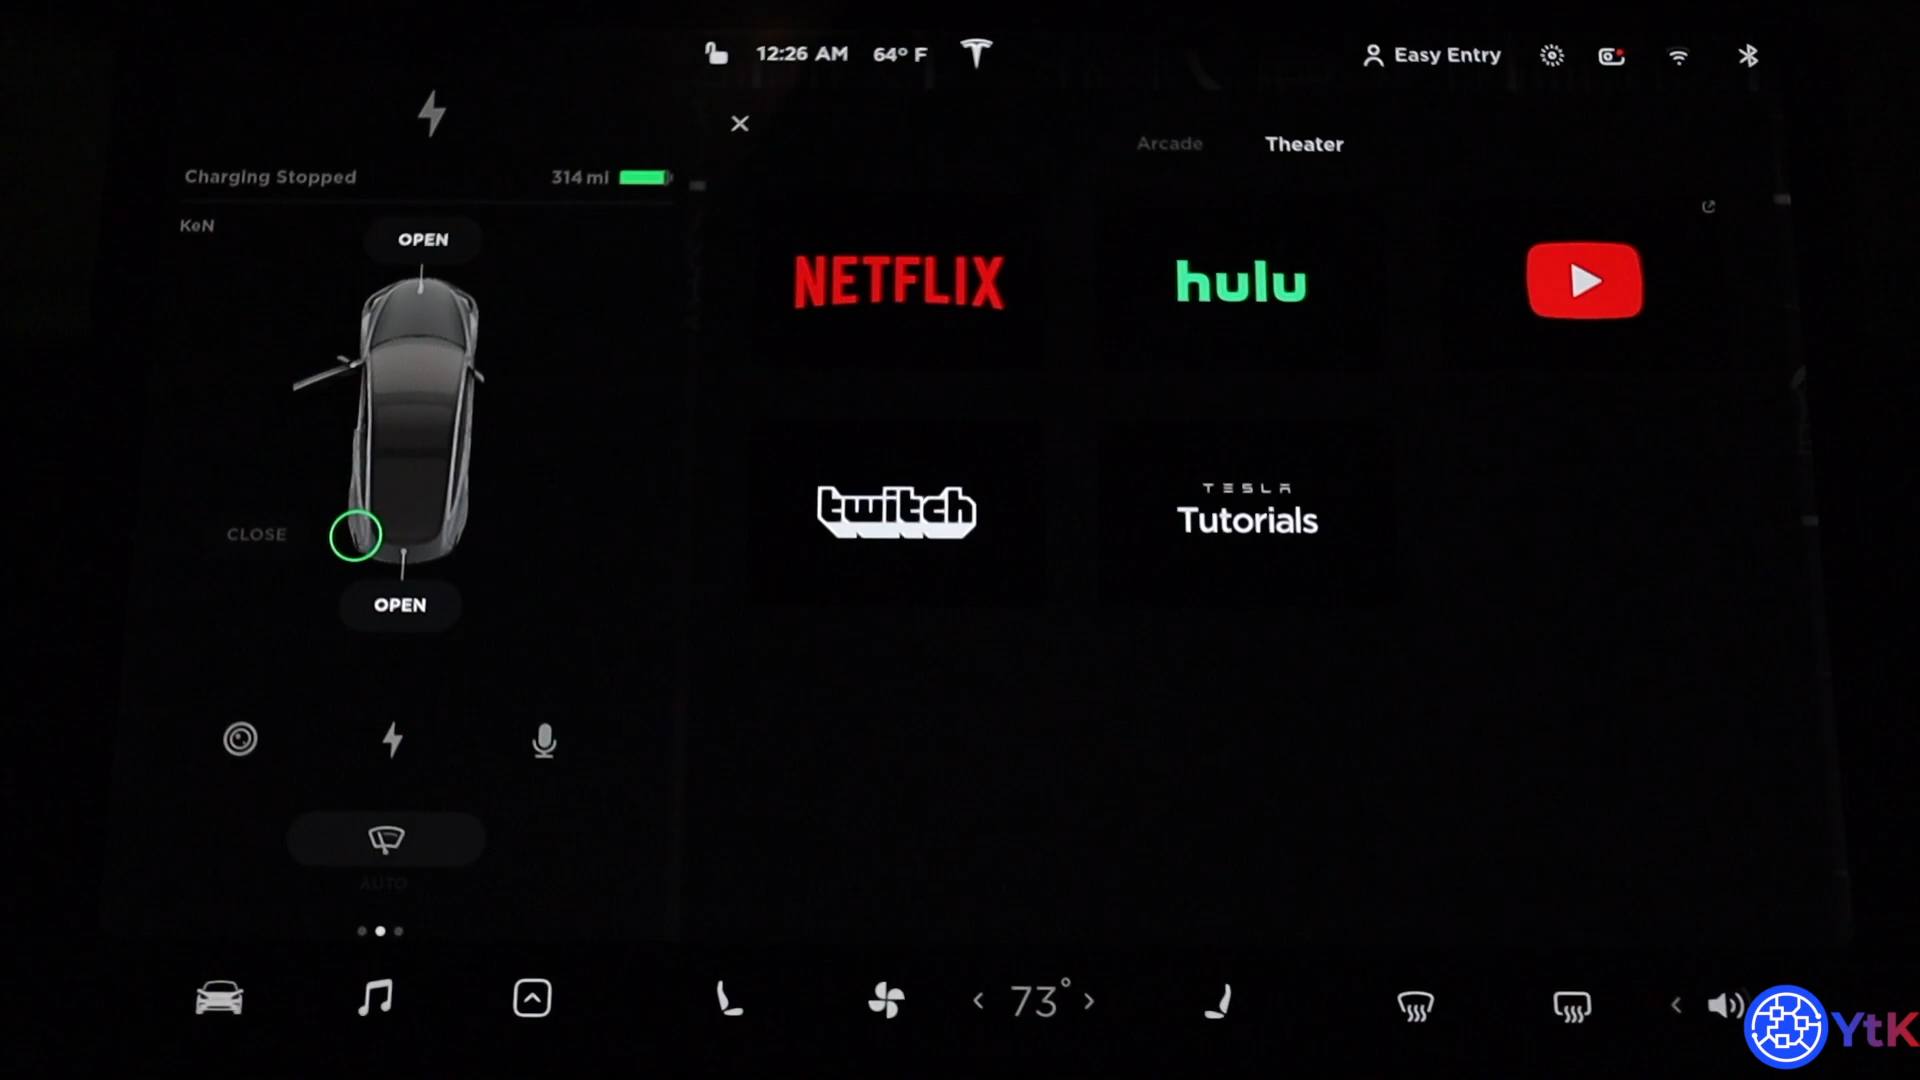 12:26 AM 64° F
Easy Entry
Arcade Theater
Charging Stopped 314 mi
KeN
OPEN
CLOSE
OPEN
AUTO
NETFLIX
hulu
twitch
TESLA
Tutorials
< 73° >
<
YtK